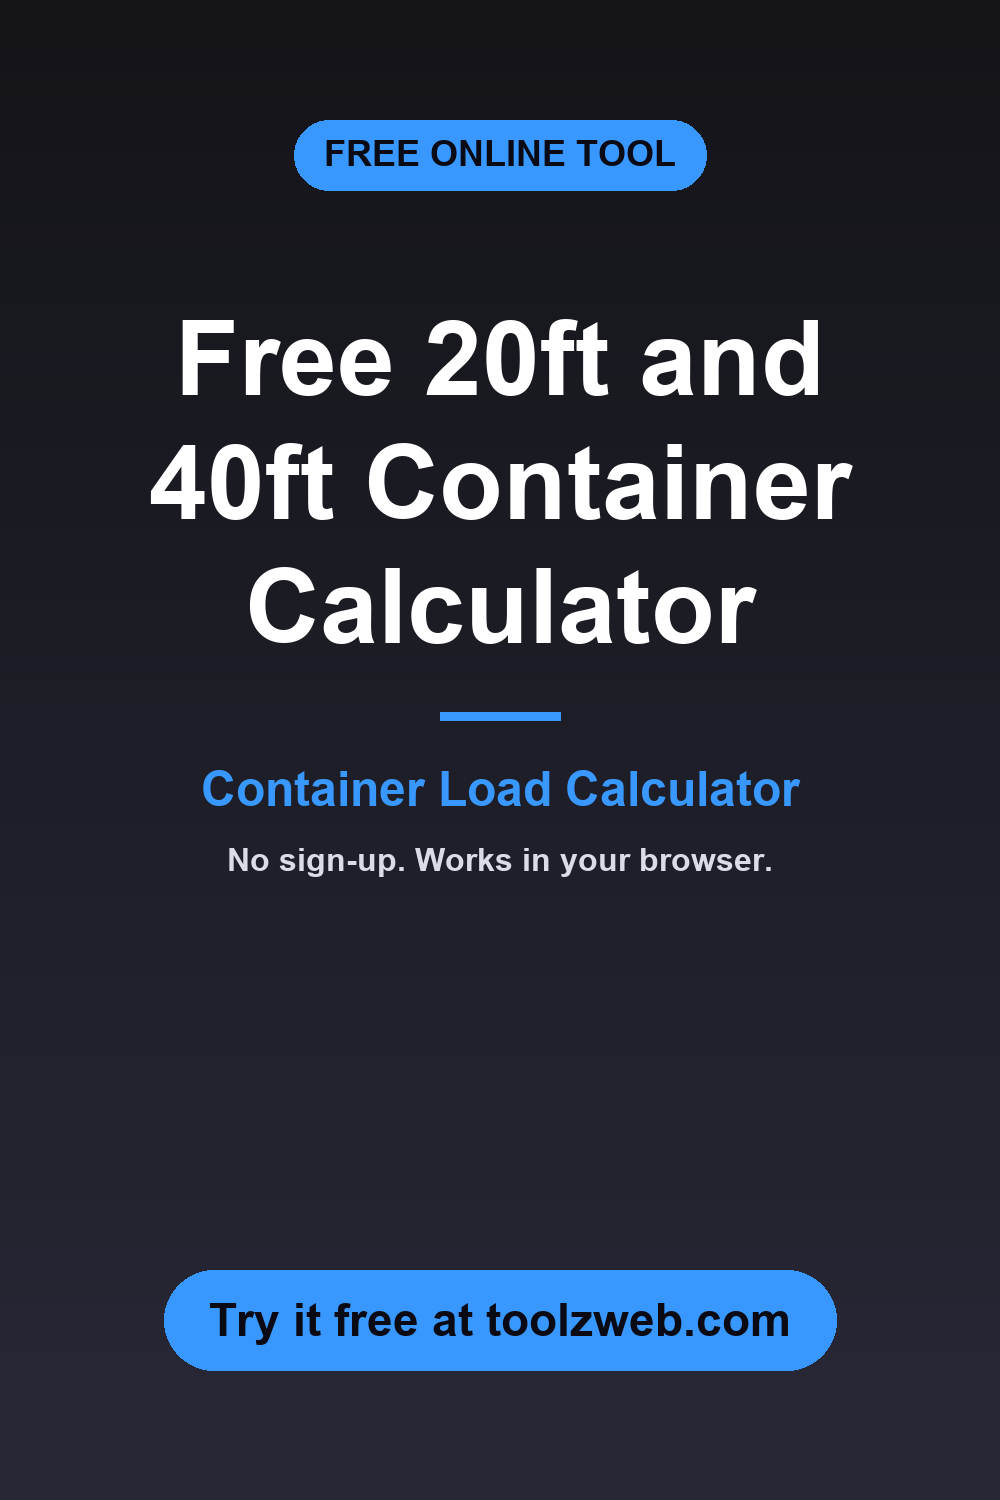 FREE ONLINE TOOL
Free 20ft and
40ft Container
Calculator
Container Load Calculator
No sign-up. Works in your browser.
Try it free at toolzweb.com